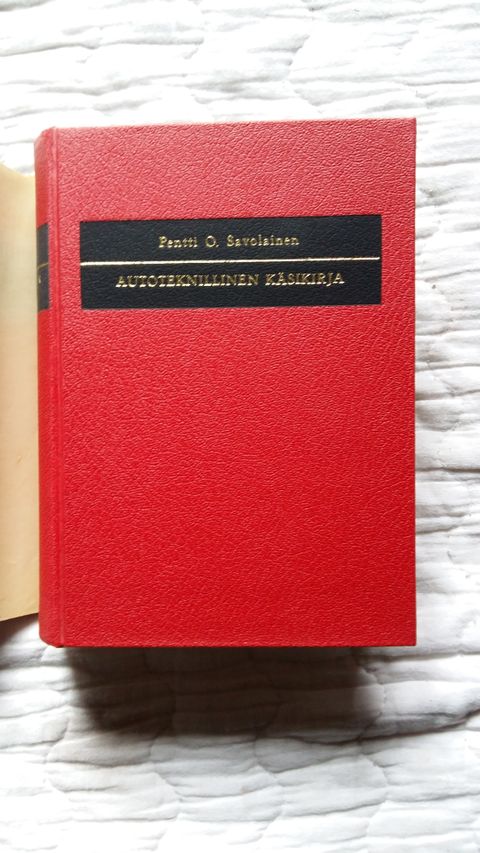 Pentti O. Savolainen
AUTOTEKNILLINEN KÄSIKIRJA